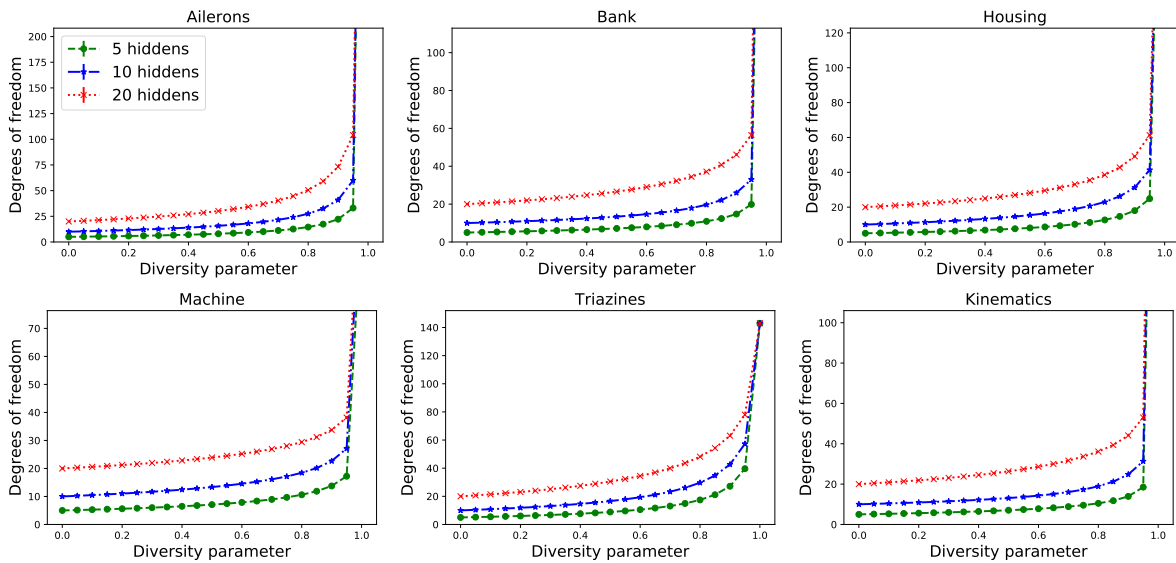 Ailerons
Degrees of freedom
200
175
150
125
100
75
50
25
0
5 hiddens
10 hiddens
20 hiddens
0.0 0.2 0.4 0.6 0.8 1.0
Diversity parameter
Bank
Degrees of freedom
100
80
60
40
20
0
0.0 0.2 0.4 0.6 0.8 1.0
Diversity parameter
Housing
Degrees of freedom
120
100
80
60
40
20
0
0.0 0.2 0.4 0.6 0.8 1.0
Diversity parameter
Machine
Degrees of freedom
70
60
50
40
30
20
10
0
0.0 0.2 0.4 0.6 0.8 1.0
Diversity parameter
Triazines
Degrees of freedom
140
120
100
80
60
40
20
0
0.0 0.2 0.4 0.6 0.8 1.0
Diversity parameter
Kinematics
Degrees of freedom
100
80
60
40
20
0
0.0 0.2 0.4 0.6 0.8 1.0
Diversity parameter